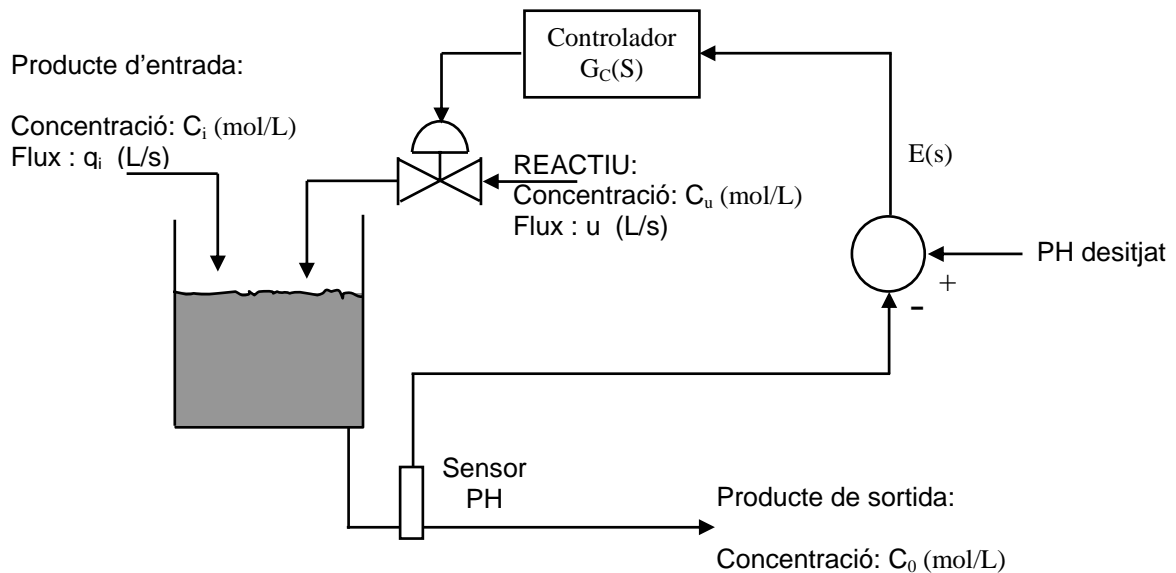 Controlador
G_C(S)
Producte d'entrada:
Concentració: C_i (mol/L)
Flux : q_i (L/s)
REACTIU:
Concentració: C_u (mol/L)
Flux : u (L/s)
E(s)
PH desitjat
+
-
Sensor
PH
Producte de sortida:
Concentració: C_0 (mol/L)